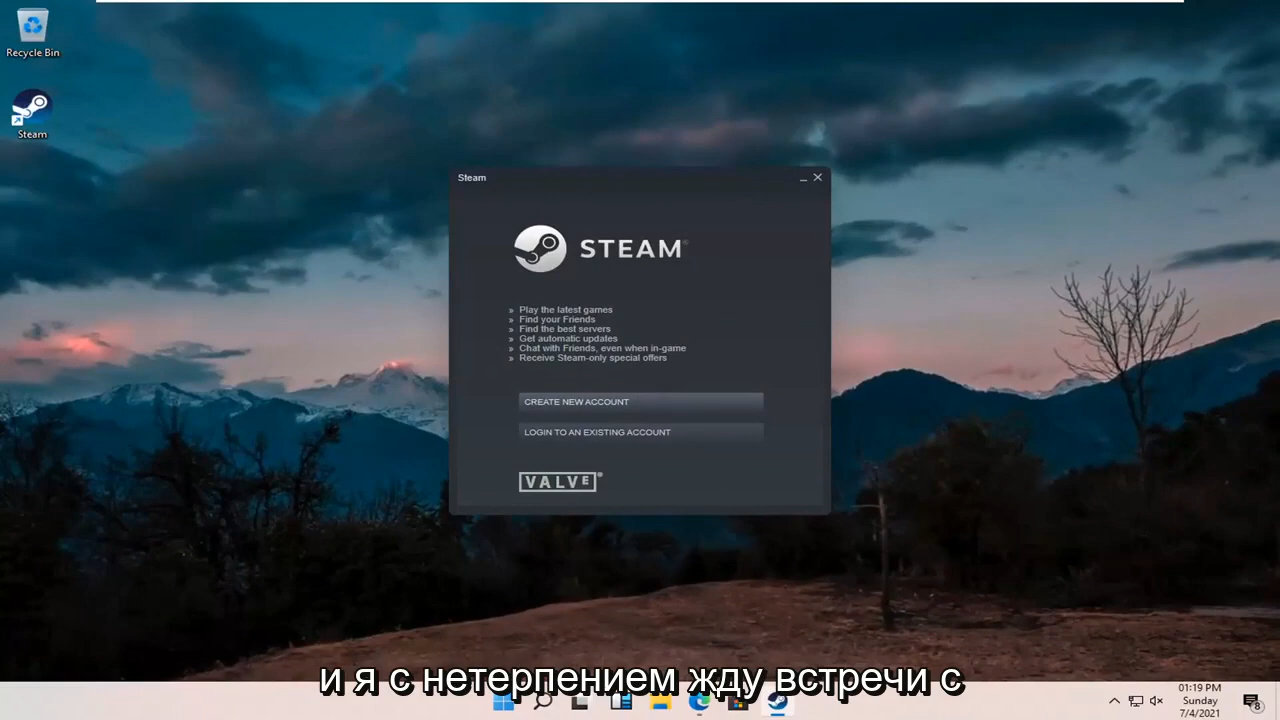 Recycle Bin
Steam
Steam
STEAM®
» Play the latest games
» Find your Friends
» Find the best servers
» Get automatic updates
» Chat with Friends, even when in-game
» Receive Steam-only special offers
CREATE NEW ACCOUNT
LOGIN TO AN EXISTING ACCOUNT
VALVE®
и я с нетерпением жду встречи с
01:19 PM
Sunday
7/4/2021
8